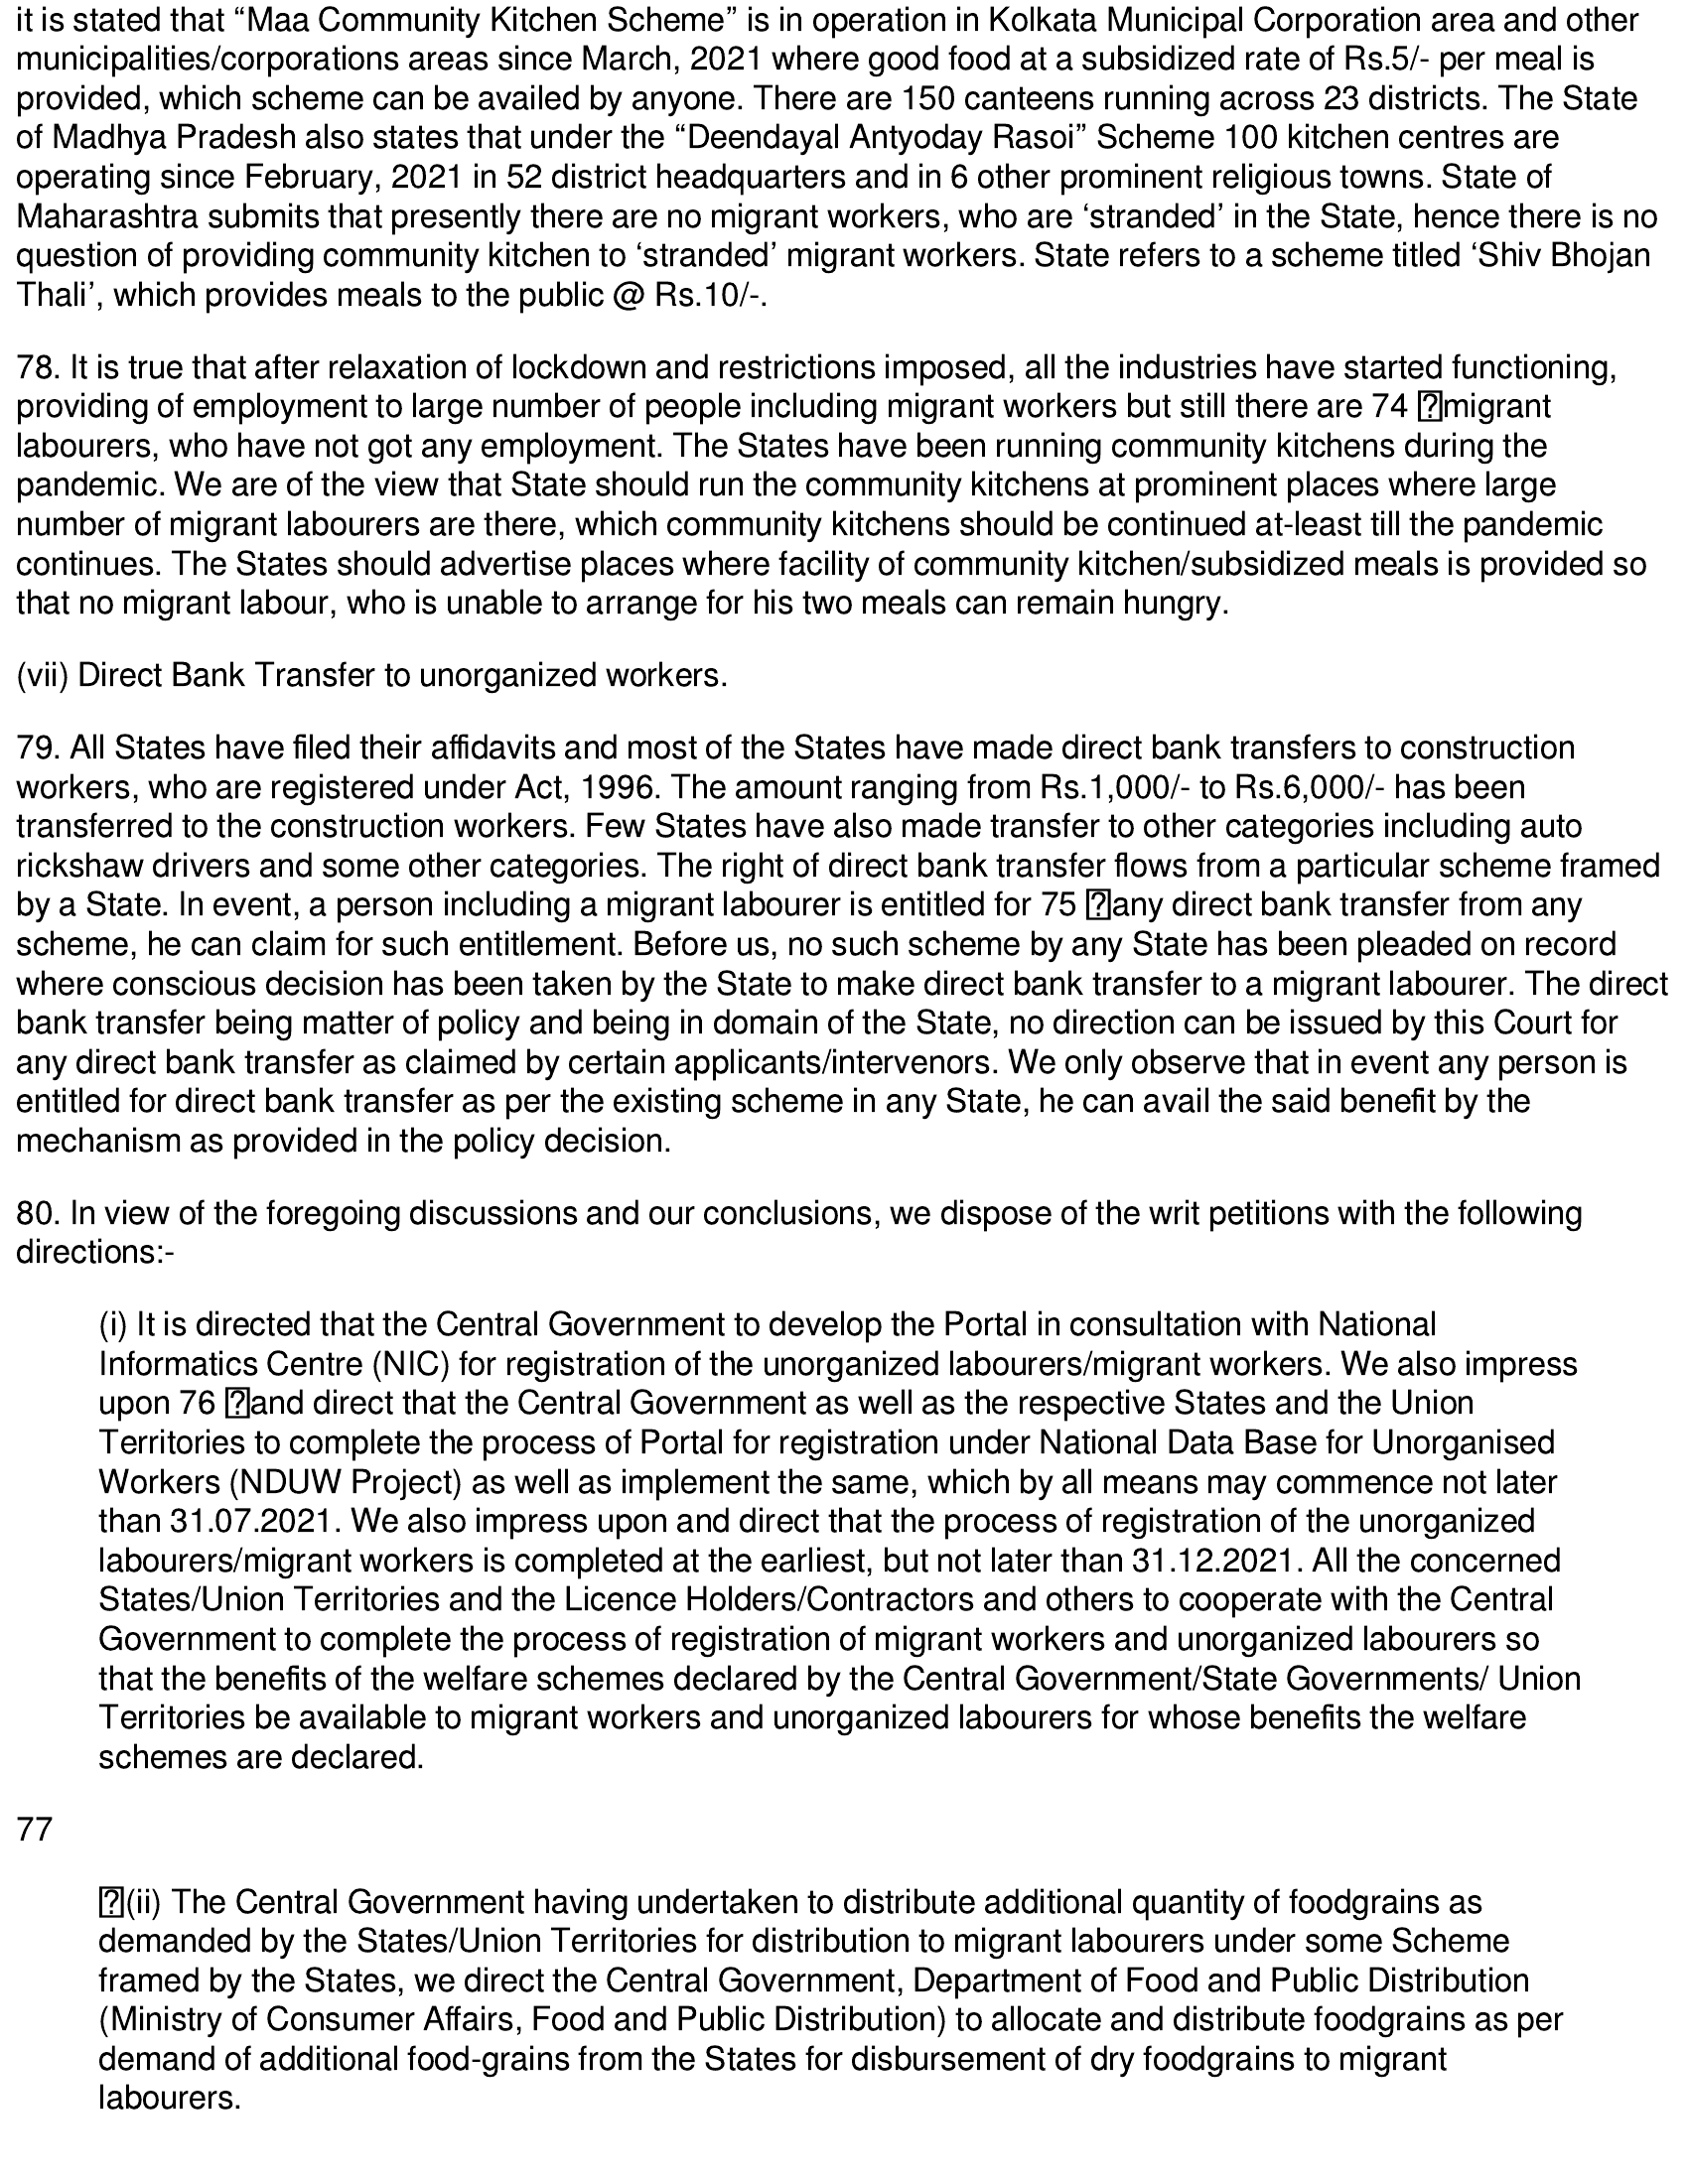 it is stated that “Maa Community Kitchen Scheme” is in operation in Kolkata Municipal Corporation area and other
municipalities/corporations areas since March, 2021 where good food at a subsidized rate of Rs.5/- per meal is
provided, which scheme can be availed by anyone. There are 150 canteens running across 23 districts. The State
of Madhya Pradesh also states that under the “Deendayal Antyoday Rasoi” Scheme 100 kitchen centres are
operating since February, 2021 in 52 district headquarters and in 6 other prominent religious towns. State of
Maharashtra submits that presently there are no migrant workers, who are ‘stranded’ in the State, hence there is no
question of providing community kitchen to ‘stranded’ migrant workers. State refers to a scheme titled ‘Shiv Bhojan
Thali’, which provides meals to the public @ Rs.10/-.
78. It is true that after relaxation of lockdown and restrictions imposed, all the industries have started functioning,
providing of employment to large number of people including migrant workers but still there are 74 �migrant
labourers, who have not got any employment. The States have been running community kitchens during the
pandemic. We are of the view that State should run the community kitchens at prominent places where large
number of migrant labourers are there, which community kitchens should be continued at-least till the pandemic
continues. The States should advertise places where facility of community kitchen/subsidized meals is provided so
that no migrant labour, who is unable to arrange for his two meals can remain hungry.
(vii) Direct Bank Transfer to unorganized workers.
79. All States have filed their affidavits and most of the States have made direct bank transfers to construction
workers, who are registered under Act, 1996. The amount ranging from Rs.1,000/- to Rs.6,000/- has been
transferred to the construction workers. Few States have also made transfer to other categories including auto
rickshaw drivers and some other categories. The right of direct bank transfer flows from a particular scheme framed
by a State. In event, a person including a migrant labourer is entitled for 75 �any direct bank transfer from any
scheme, he can claim for such entitlement. Before us, no such scheme by any State has been pleaded on record
where conscious decision has been taken by the State to make direct bank transfer to a migrant labourer. The direct
bank transfer being matter of policy and being in domain of the State, no direction can be issued by this Court for
any direct bank transfer as claimed by certain applicants/intervenors. We only observe that in event any person is
entitled for direct bank transfer as per the existing scheme in any State, he can avail the said benefit by the
mechanism as provided in the policy decision.
80. In view of the foregoing discussions and our conclusions, we dispose of the writ petitions with the following
directions:-
(i) It is directed that the Central Government to develop the Portal in consultation with National
Informatics Centre (NIC) for registration of the unorganized labourers/migrant workers. We also impress
upon 76 �and direct that the Central Government as well as the respective States and the Union
Territories to complete the process of Portal for registration under National Data Base for Unorganised
Workers (NDUW Project) as well as implement the same, which by all means may commence not later
than 31.07.2021. We also impress upon and direct that the process of registration of the unorganized
labourers/migrant workers is completed at the earliest, but not later than 31.12.2021. All the concerned
States/Union Territories and the Licence Holders/Contractors and others to cooperate with the Central
Government to complete the process of registration of migrant workers and unorganized labourers so
that the benefits of the welfare schemes declared by the Central Government/State Governments/ Union
Territories be available to migrant workers and unorganized labourers for whose benefits the welfare
schemes are declared.
77
�(ii) The Central Government having undertaken to distribute additional quantity of foodgrains as
demanded by the States/Union Territories for distribution to migrant labourers under some Scheme
framed by the States, we direct the Central Government, Department of Food and Public Distribution
(Ministry of Consumer Affairs, Food and Public Distribution) to allocate and distribute foodgrains as per
demand of additional food-grains from the States for disbursement of dry foodgrains to migrant
labourers.